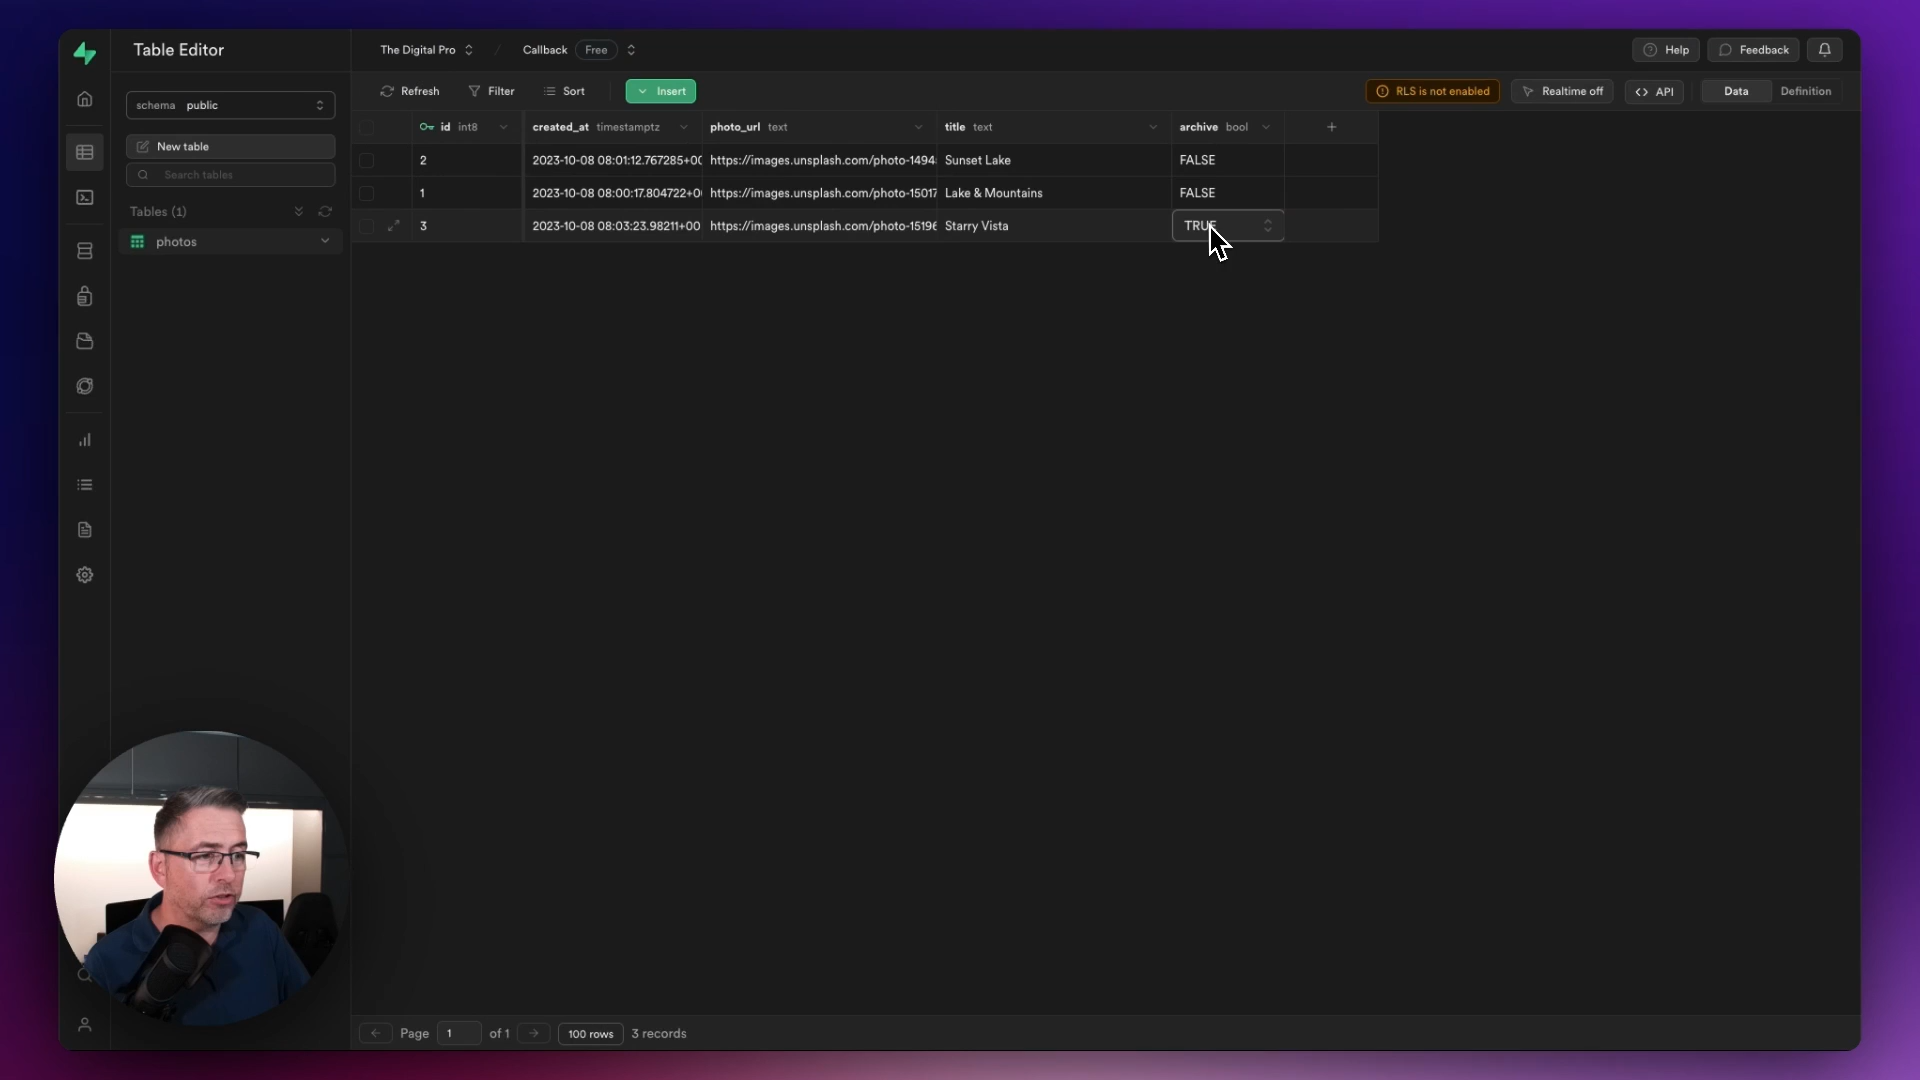 Table Editor
The Digital Pro / Callback Free
Help
Feedback
schema public
Refresh
Filter
Sort
Insert
RLS is not enabled
Realtime off
API
Data
Definition
New table
Search tables
Tables (1)
photos
id int8 created_at timestamptz photo_url text title text archive bool +
2 2023-10-08 08:01:12.767285+00 https://images.unsplash.com/photo-1494 Sunset Lake FALSE
1 2023-10-08 08:00:17.804722+0 https://images.unsplash.com/photo-15017 Lake & Mountains FALSE
3 2023-10-08 08:03:23.98211+00 https://images.unsplash.com/photo-15196 Starry Vista TRUE
Page 1 of 1 100 rows 3 records